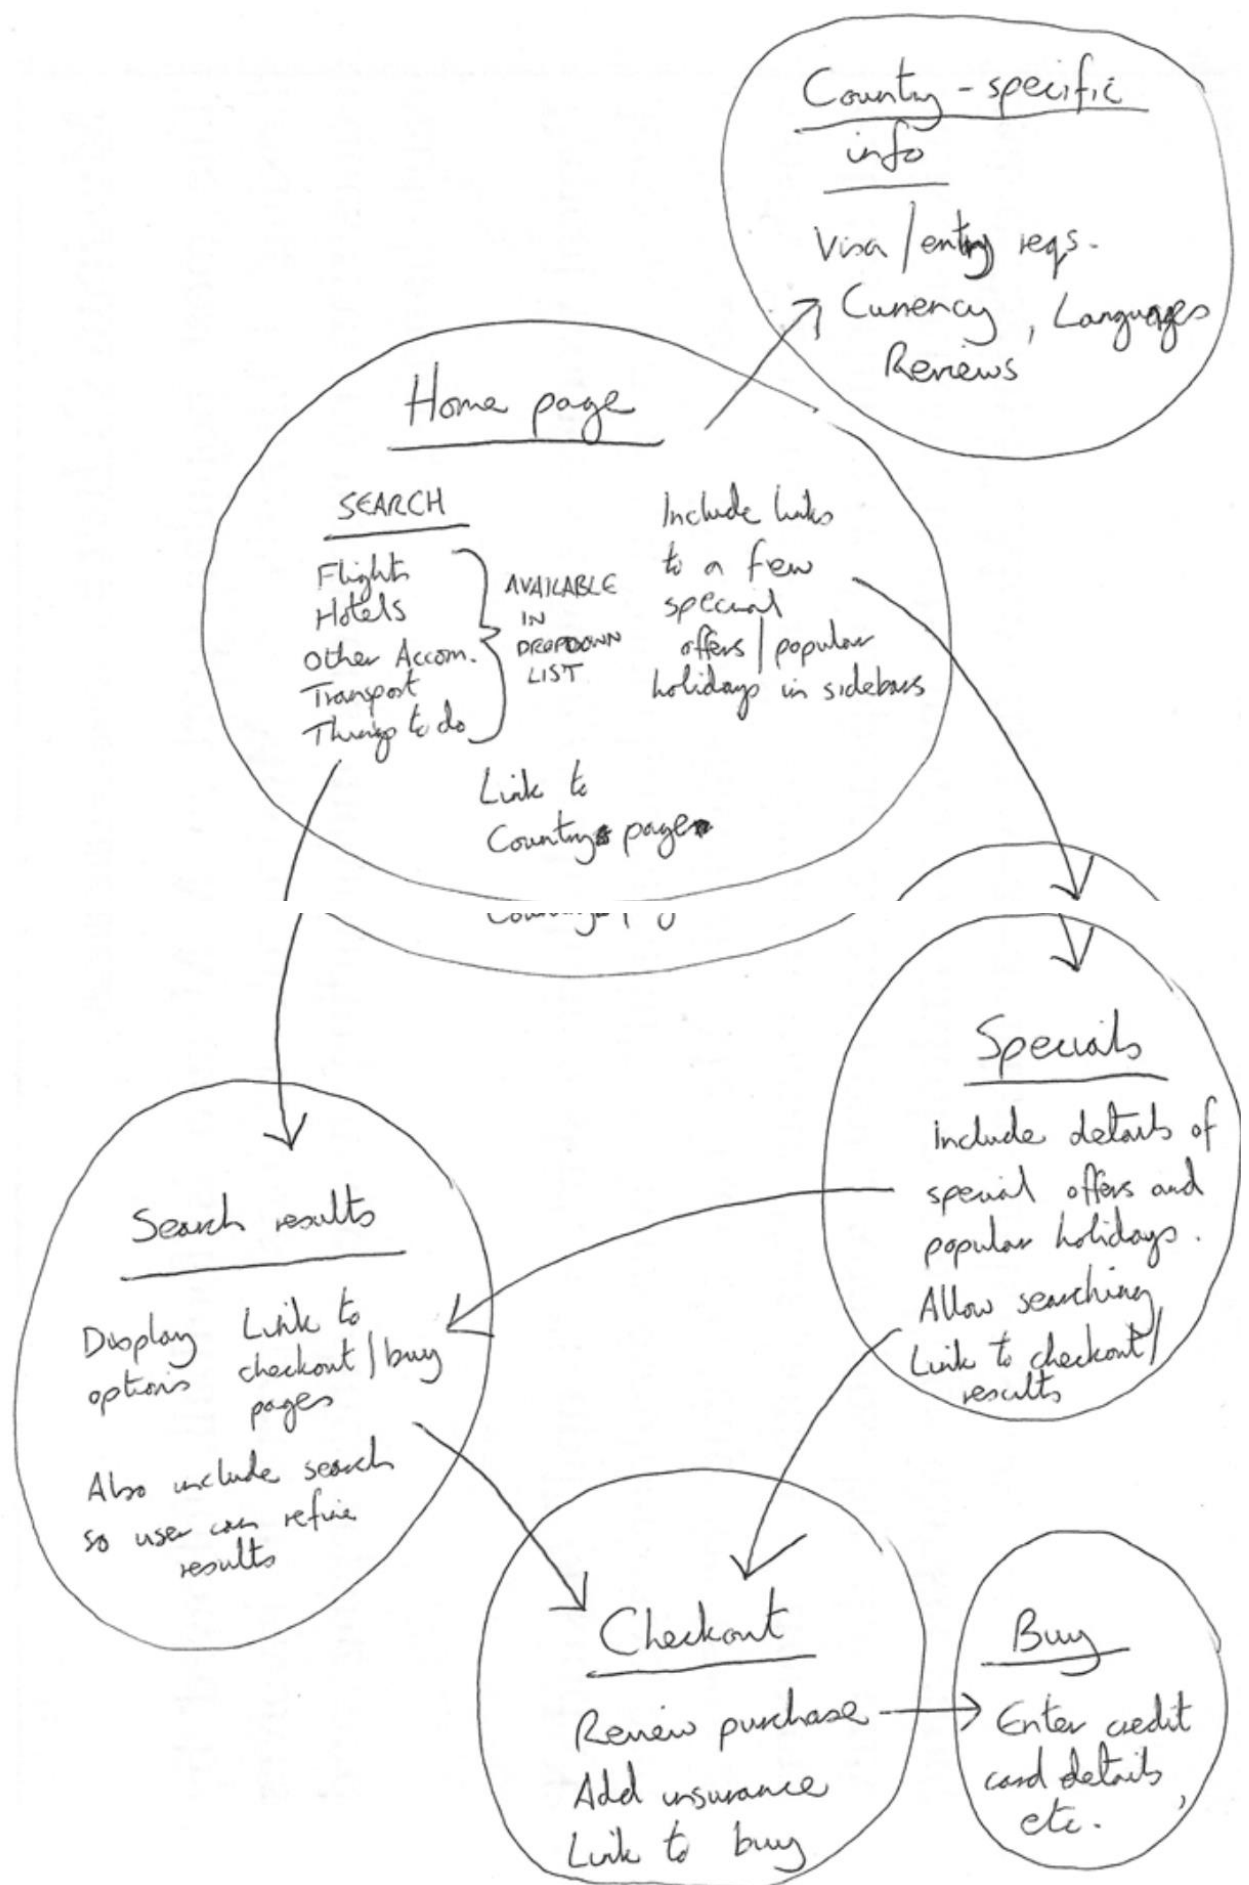 Country - specific
info
Visa / entry reqs.
Currency, Languages
Reviews
Home page
SEARCH
Flights
Hotels
Other Accom.
Transport
Things to do
AVAILABLE
IN
DROPDOWN
LIST
Include links
to a few
special
offers / popular
holidays in sidebars
Link to
Country page
Specials
Include details of
special offers and
popular holidays.
Allow searching
Link to checkout /
results
Search results
Display
options
Link to
checkout / buy
pages
Also include search
so user can refine
results
Checkout
Review purchase
Add insurance
Link to buy
Buy
Enter credit
card details,
etc.